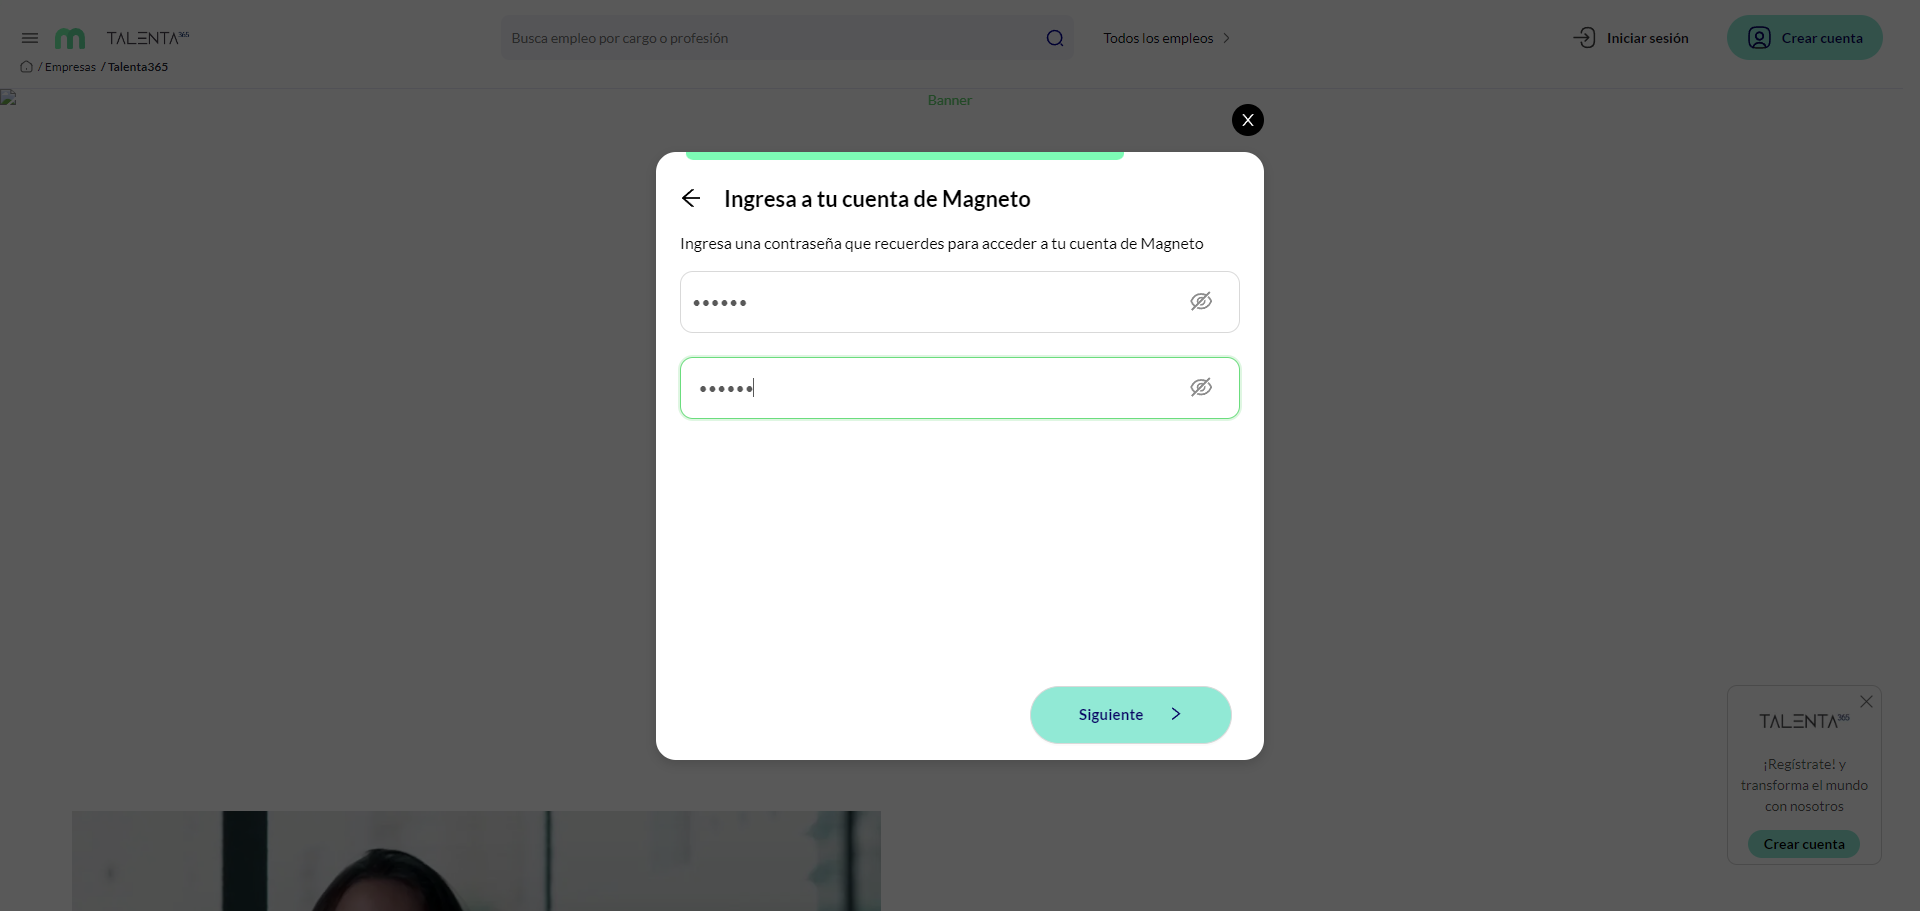 TALENTA365
Busca empleo por cargo o profesión
Todos los empleos
Iniciar sesión
Crear cuenta
/ Empresas / Talenta365
Banner
X
Ingresa a tu cuenta de Magneto
Ingresa una contraseña que recuerdes para acceder a tu cuenta de Magneto
••••••
••••••
Siguiente
TALENTA365
¡Regístrate! y
transforma el mundo
con nosotros
Crear cuenta